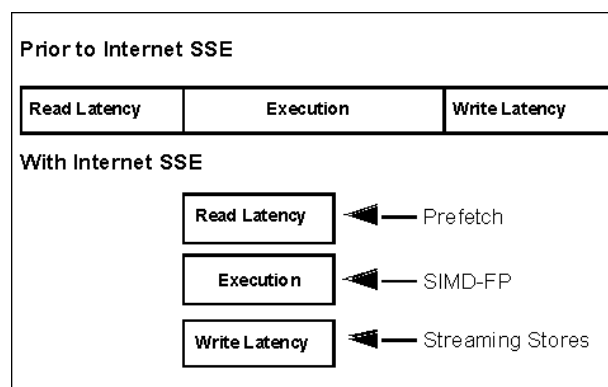 Prior to Internet SSE
Read Latency Execution Write Latency
With Internet SSE
Read Latency Prefetch
Execution SIMD-FP
Write Latency Streaming Stores